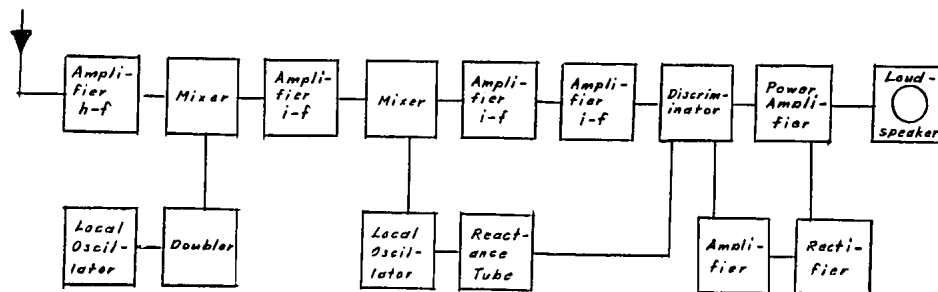 Ampli-
fier
h-f
Mixer
Ampli-
fier
i-f
Mixer
Ampli-
fier
i-f
Ampli-
fier
i-f
Discrim-
inator
Power
Ampli-
fier
Loud-
speaker
Local
Oscil-
lator
Doubler
Local
Oscil-
lator
React-
ance
Tube
Ampli-
fier
Recti-
fier